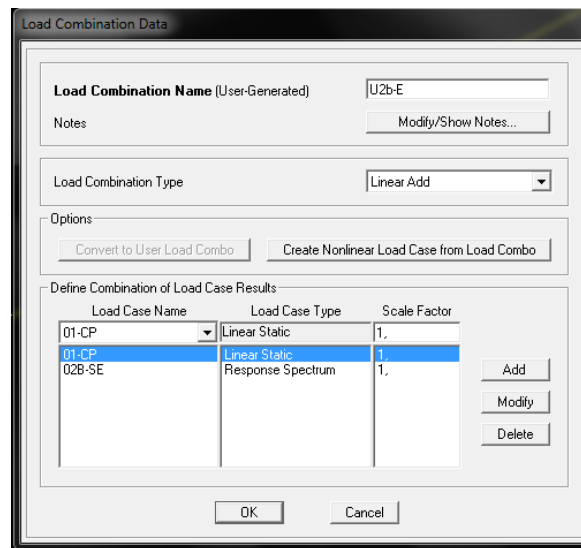 Load Combination Data
Load Combination Name (User-Generated)
U2b-E
Notes
Modify/Show Notes...
Load Combination Type
Linear Add
Options
Convert to User Load Combo
Create Nonlinear Load Case from Load Combo
Define Combination of Load Case Results
Load Case Name Load Case Type Scale Factor
01-CP Linear Static 1,
01-CP Linear Static 1,
02B-SE Response Spectrum 1,
Add
Modify
Delete
OK Cancel